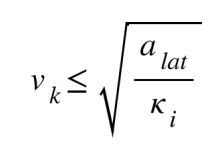 v_k ≤ √(a_lat / κ_i)